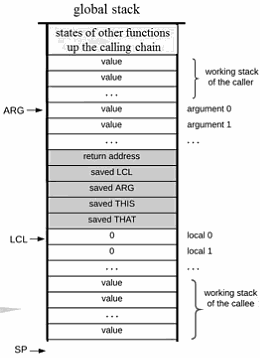 global stack
states of other functions
up the calling chain
value
value
...
working stack
of the caller
ARG
value
argument 0
value
argument 1
...
...
return address
saved LCL
saved ARG
saved THIS
saved THAT
LCL
0
local 0
0
local 1
...
...
value
value
...
value
working stack
of the callee
SP